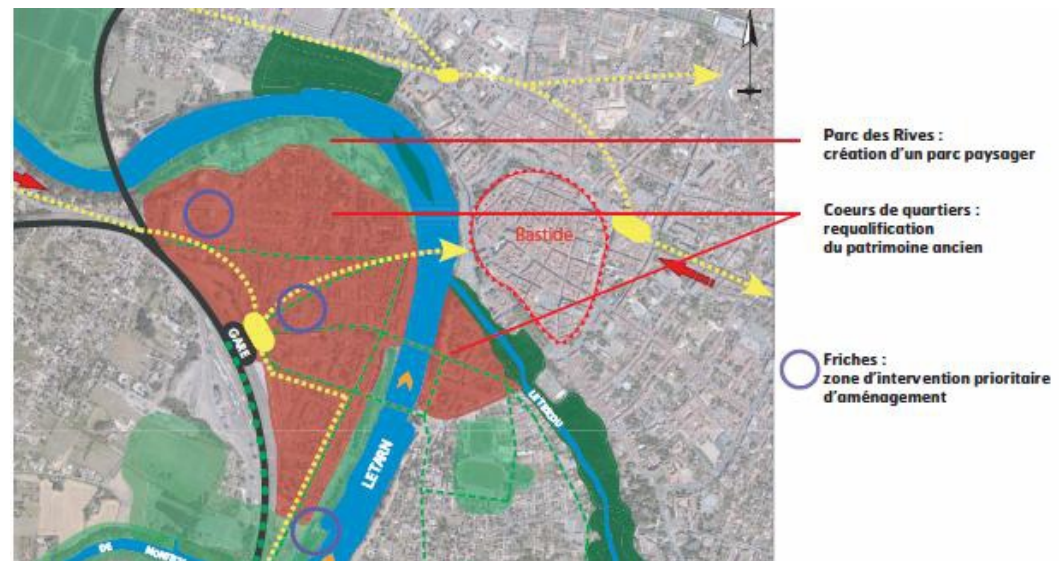 Parc des Rives :
création d'un parc paysager
Coeurs de quartiers :
requalification
du patrimoine ancien
Bastide
GARE
LE TESCOU
Friches :
zone d'intervention prioritaire
d'aménagement
LE TARN
DE